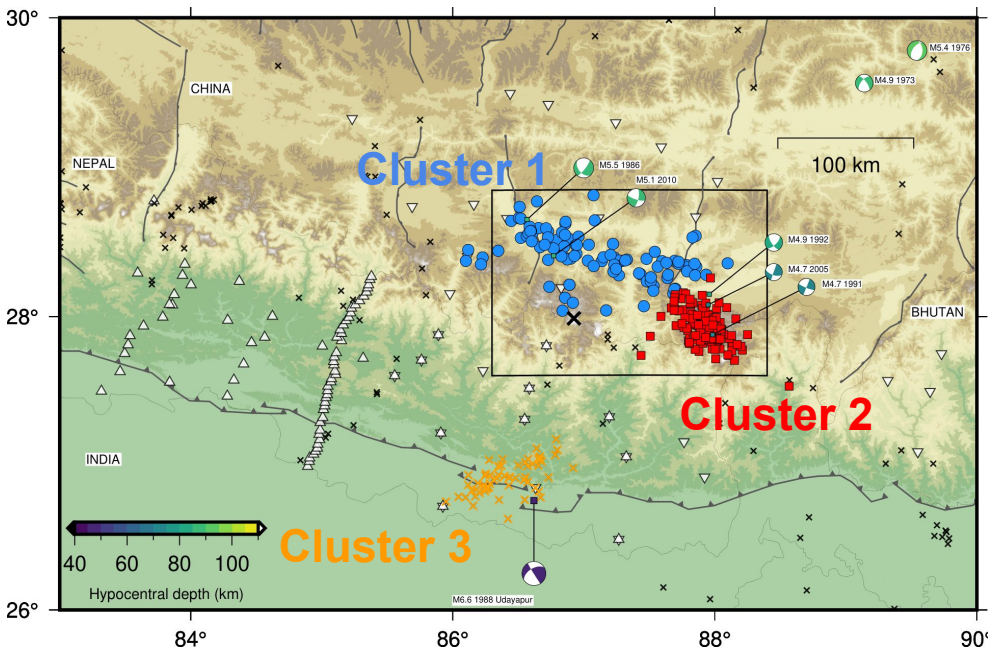 30°
M5.4 1976
CHINA
M4.9 1973
100 km
NEPAL
Cluster 1
M5.5 1986
M5.1 2010
M4.9 1992
M4.7 2005
M4.7 1991
28°
BHUTAN
Cluster 2
INDIA
Cluster 3
40 60 80 100
Hypocentral depth (km)
M6.6 1988 Udayapur
26°
84° 86° 88° 90°